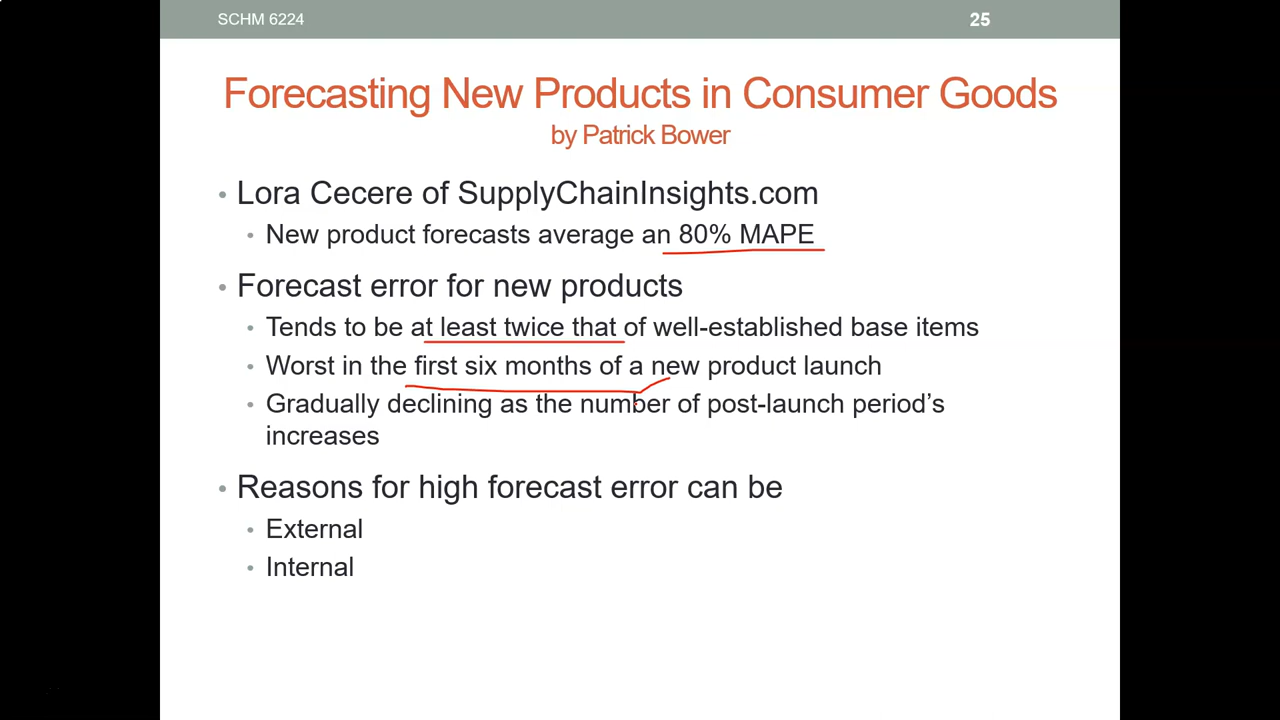 SCHM 6224
25
Forecasting New Products in Consumer Goods
by Patrick Bower
• Lora Cecere of SupplyChainInsights.com
• New product forecasts average an 80% MAPE
• Forecast error for new products
• Tends to be at least twice that of well-established base items
• Worst in the first six months of a new product launch
• Gradually declining as the number of post-launch period's
increases
• Reasons for high forecast error can be
• External
• Internal